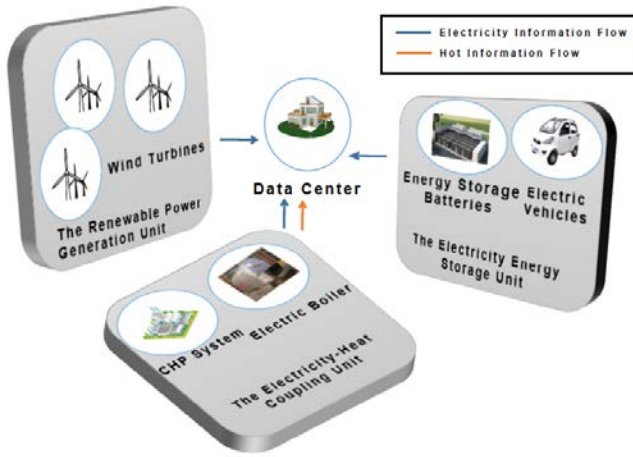 Electricity Information Flow
Hot Information Flow
Wind Turbines
The Renewable Power
Generation Unit
Data Center
Energy Storage
Batteries
Electric
Vehicles
The Electricity Energy
Storage Unit
CHP System
Electric Boiler
The Electricity-Heat
Coupling Unit